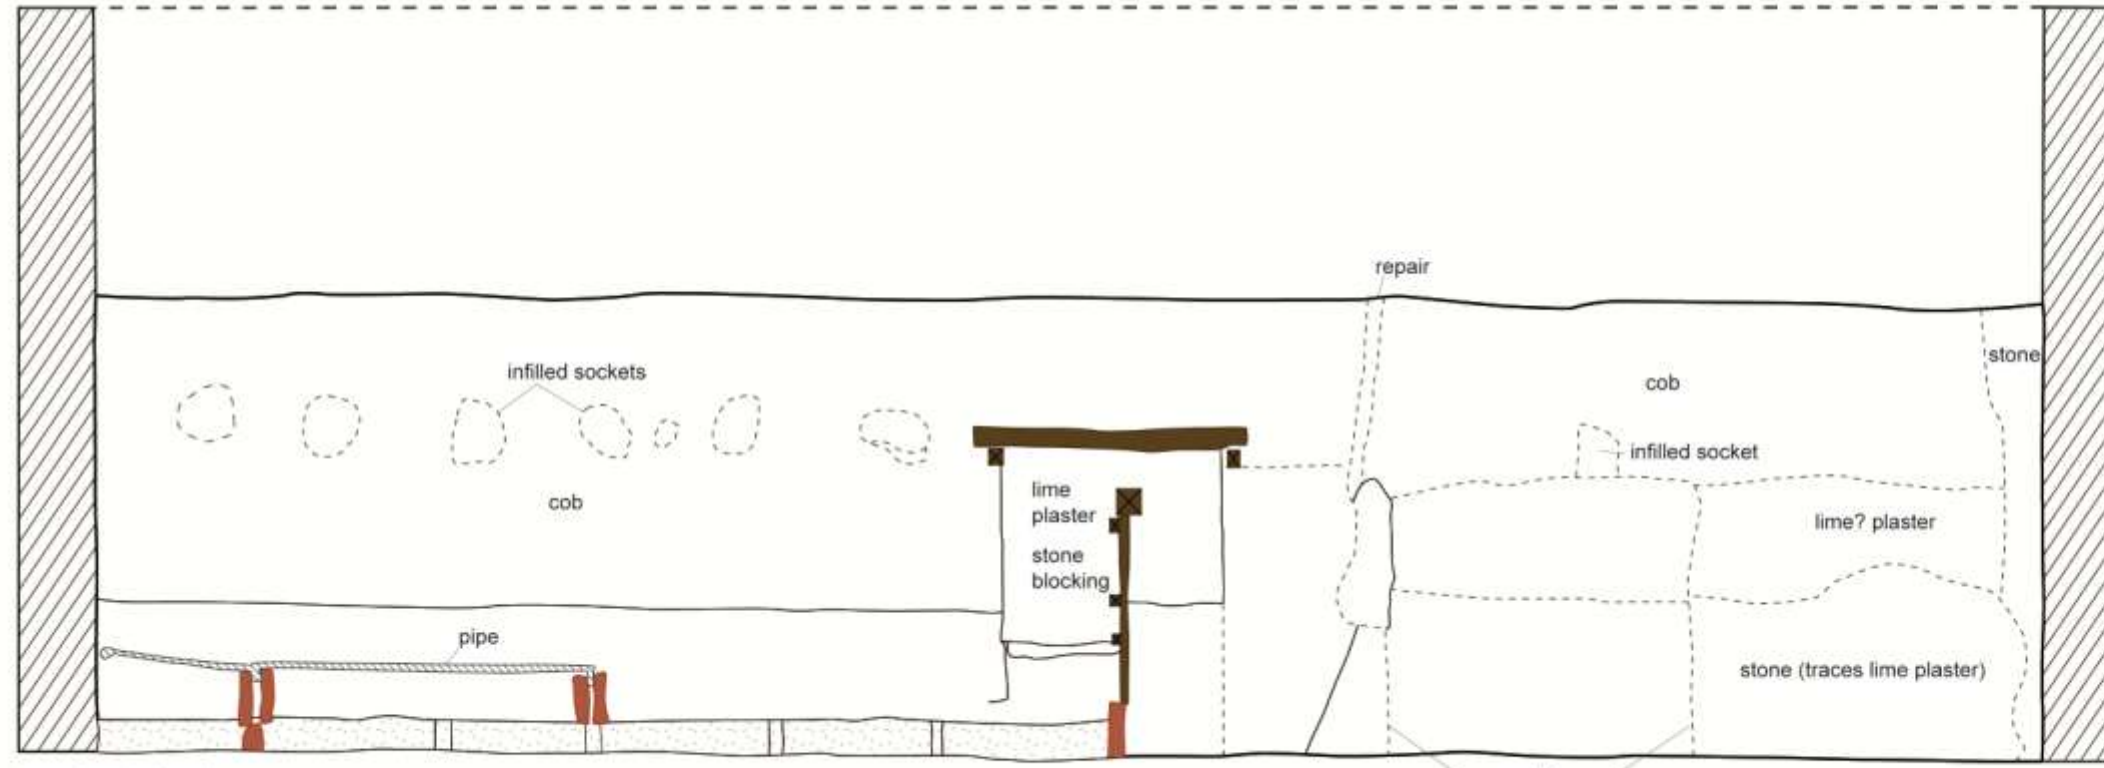 repair
stone
infilled sockets
cob
infilled socket
lime
plaster
cob
lime? plaster
stone
blocking
pipe
stone (traces lime plaster)